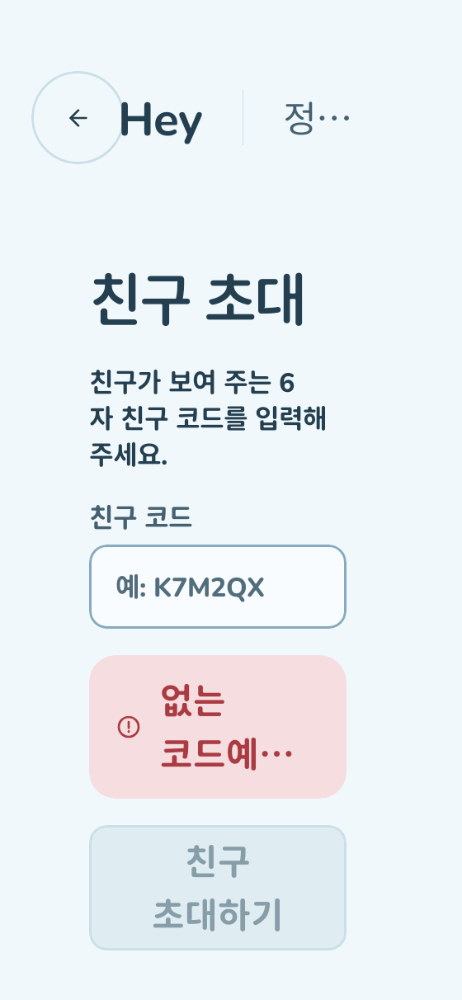 Hey
정…
친구 초대
친구가 보여 주는 6
자 친구 코드를 입력해
주세요.
친구 코드
예: K7M2QX
없는
코드예…
친구
초대하기